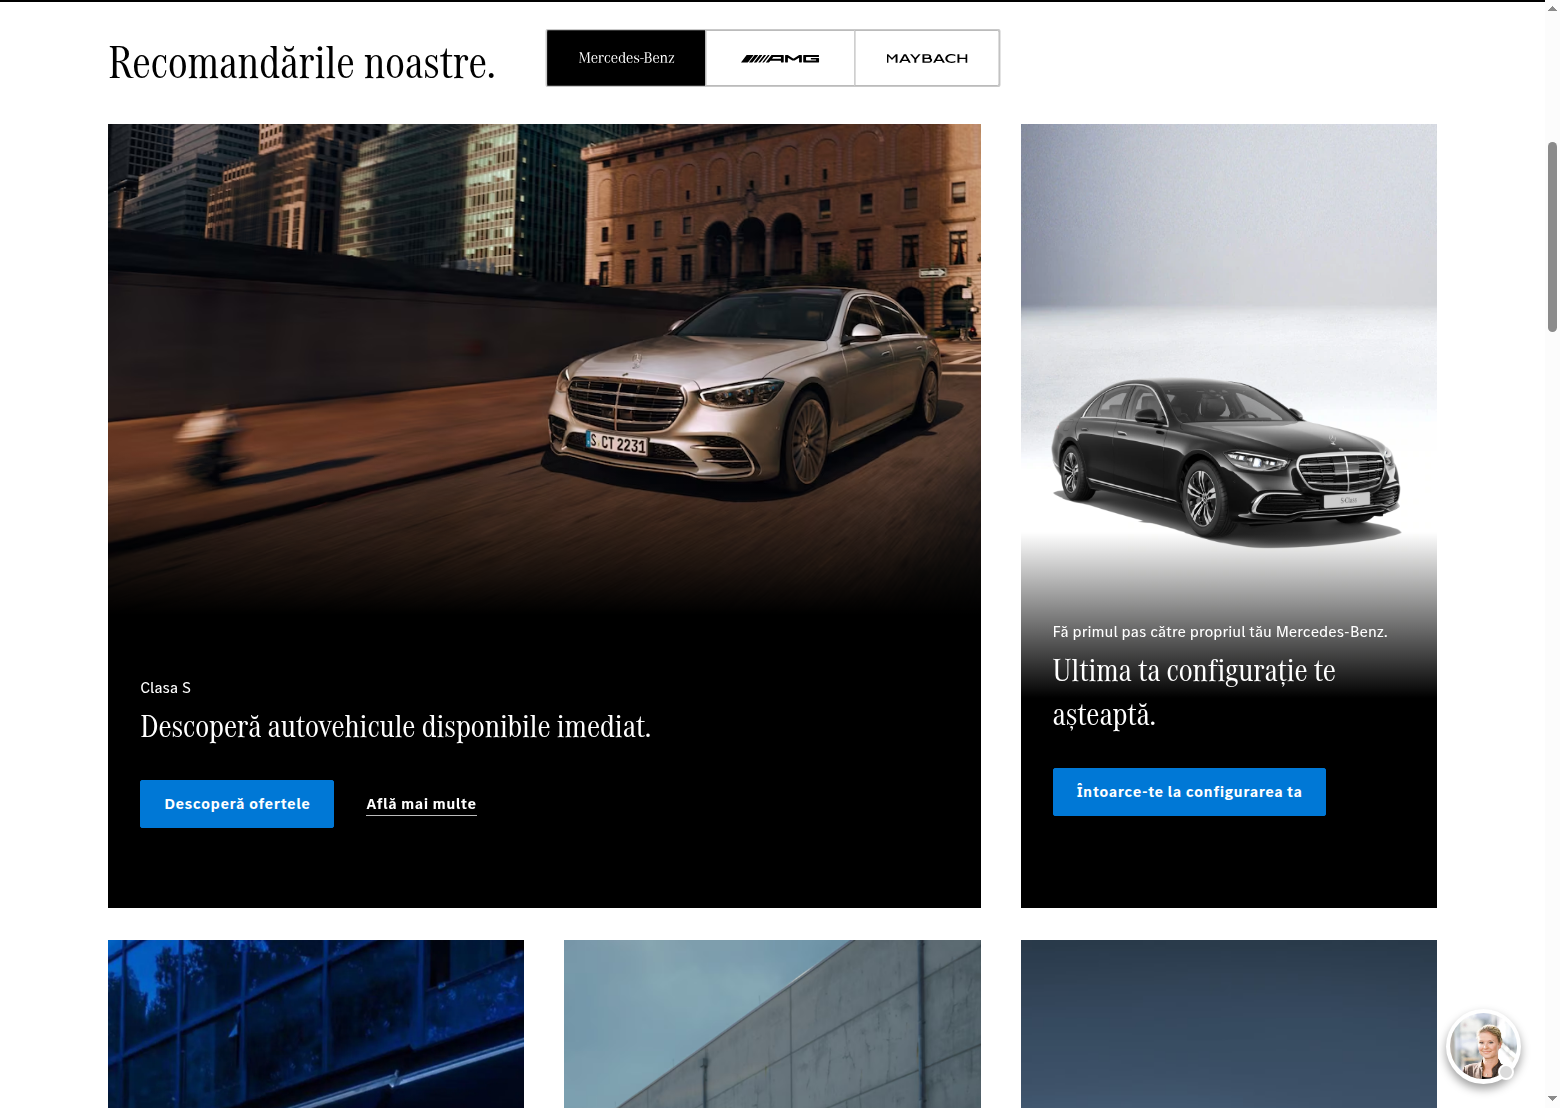 Recomandările noastre.
Mercedes-Benz
AMG
MAYBACH
S CT 2231
S-Class
Clasa S
Descoperă autovehicule disponibile imediat.
Descoperă ofertele
Află mai multe
Fă primul pas către propriul tău Mercedes-Benz.
Ultima ta configurație te
așteaptă.
Întoarce-te la configurarea ta